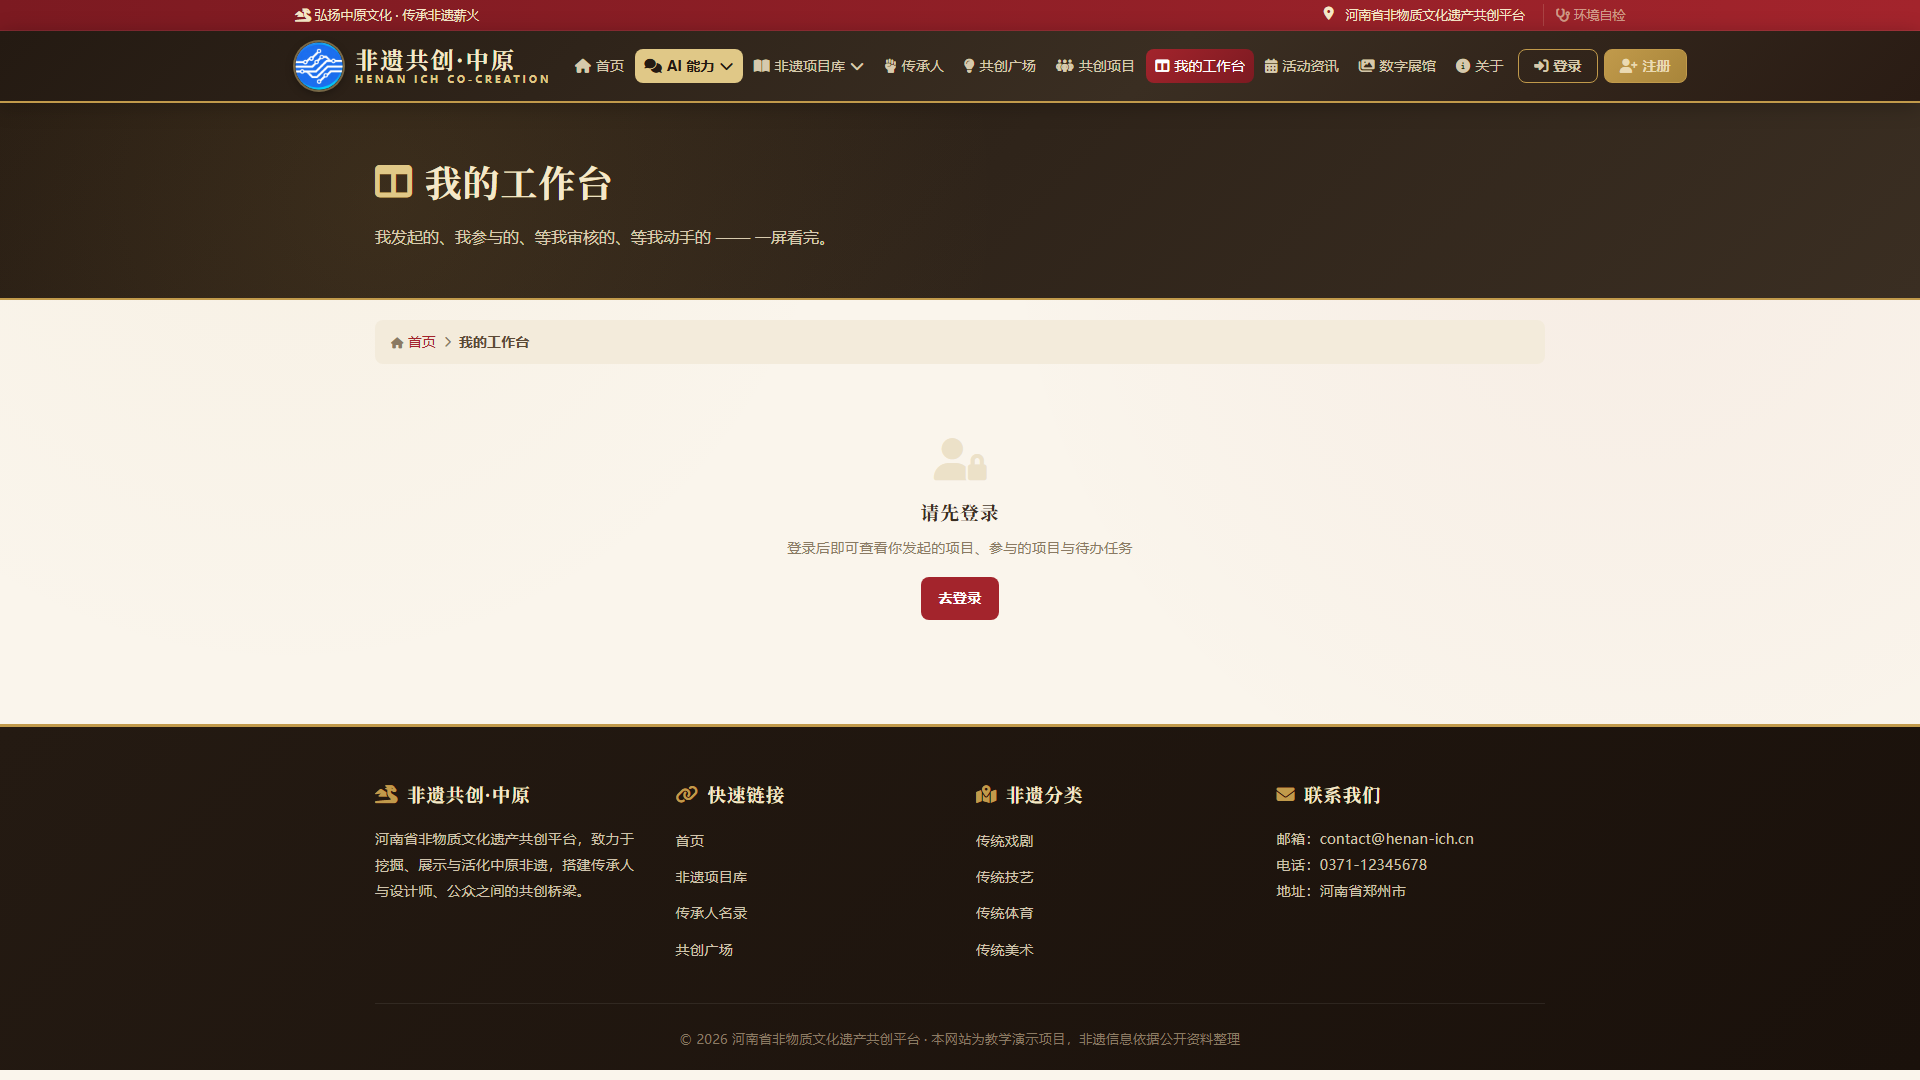 弘扬中原文化 · 传承非遗薪火
河南省非物质文化遗产共创平台
环境自检
非遗共创·中原
HENAN ICH CO-CREATION
首页
AI 能力
非遗项目库
传承人
共创广场
共创项目
我的工作台
活动资讯
数字展馆
关于
登录
注册
我的工作台
我发起的、我参与的、等我审核的、等我动手的 —— 一屏看完。
首页
我的工作台
请先登录
登录后即可查看你发起的项目、参与的项目与待办任务
去登录
非遗共创·中原
河南省非物质文化遗产共创平台，致力于
挖掘、展示与活化中原非遗，搭建传承人
与设计师、公众之间的共创桥梁。
快速链接
首页
非遗项目库
传承人名录
共创广场
非遗分类
传统戏剧
传统技艺
传统体育
传统美术
联系我们
邮箱：contact@henan-ich.cn
电话：0371-12345678
地址：河南省郑州市
© 2026 河南省非物质文化遗产共创平台 · 本网站为教学演示项目，非遗信息依据公开资料整理